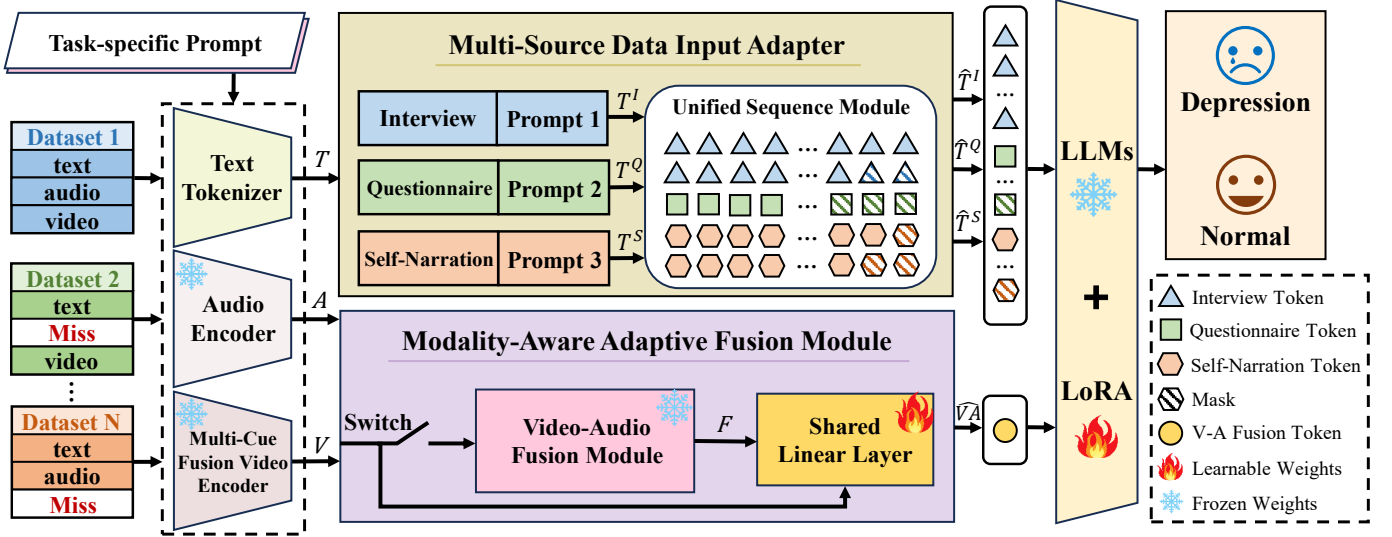 Task-specific Prompt
Dataset 1
text
audio
video
Dataset 2
text
Miss
video
Dataset N
text
audio
Miss
Text
Tokenizer
Audio
Encoder
Multi-Cue
Fusion Video
Encoder
T
A
V
Multi-Source Data Input Adapter
Interview
Prompt 1
Questionnaire
Prompt 2
Self-Narration
Prompt 3
T^I
T^Q
T^S
Unified Sequence Module
...
...
...
...
...
Modality-Aware Adaptive Fusion Module
Switch
Video-Audio
Fusion Module
F
Shared
Linear Layer
T̂^I
T̂^Q
T̂^S
V̂A
...
...
...
LLMs
+
LoRA
Depression
Normal
Interview Token
Questionnaire Token
Self-Narration Token
Mask
V-A Fusion Token
Learnable Weights
Frozen Weights